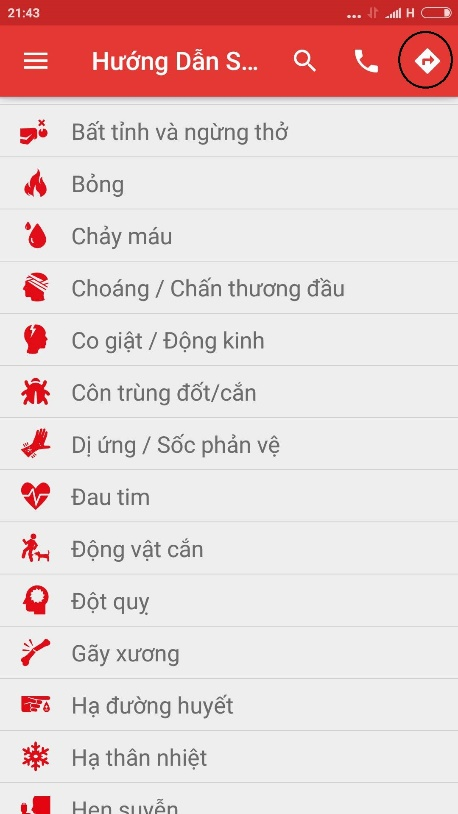 21:43
H
Hướng Dẫn S...
Bất tỉnh và ngừng thở
Bỏng
Chảy máu
Choáng / Chấn thương đầu
Co giật / Động kinh
Côn trùng đốt/cắn
Dị ứng / Sốc phản vệ
Đau tim
Động vật cắn
Đột quỵ
Gãy xương
Hạ đường huyết
Hạ thân nhiệt
Hen suyễn